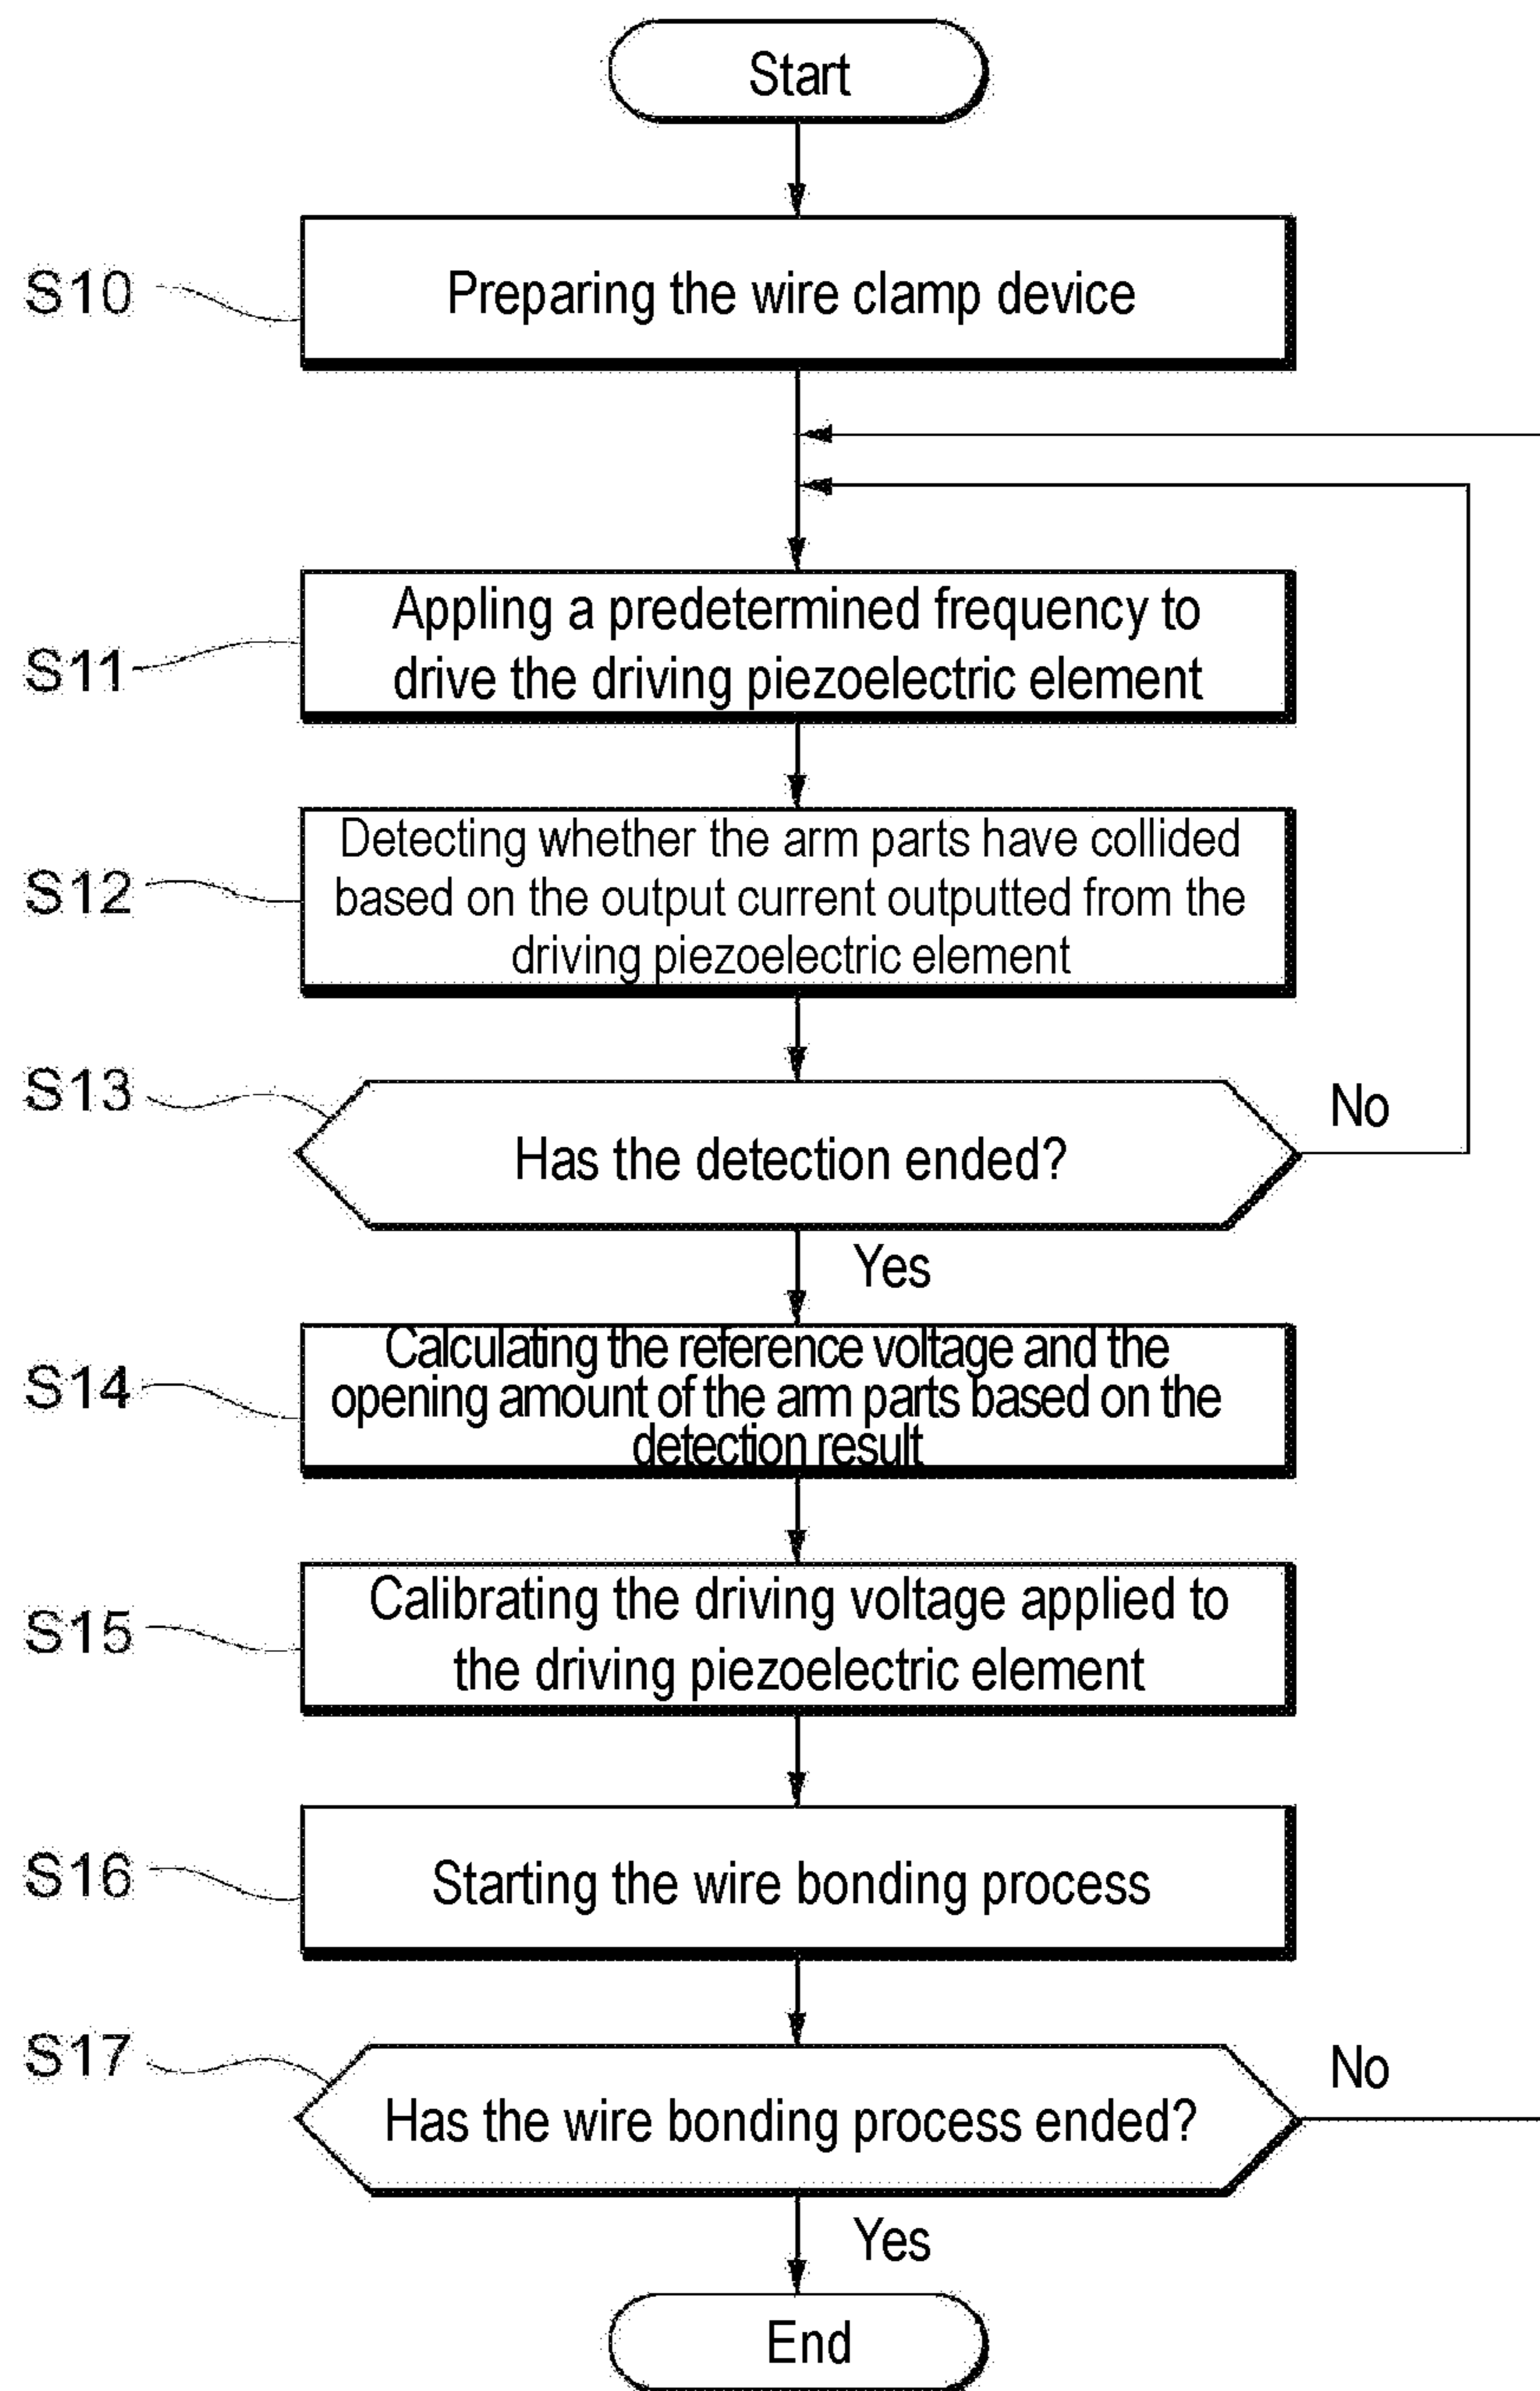 Start
S10
Preparing the wire clamp device
S11
Appling a predetermined frequency to
drive the driving piezoelectric element
S12
Detecting whether the arm parts have collided
based on the output current outputted from the
driving piezoelectric element
S13
Has the detection ended?
No
Yes
S14
Calculating the reference voltage and the
opening amount of the arm parts based on the
detection result
S15
Calibrating the driving voltage applied to
the driving piezoelectric element
S16
Starting the wire bonding process
S17
Has the wire bonding process ended?
No
Yes
End